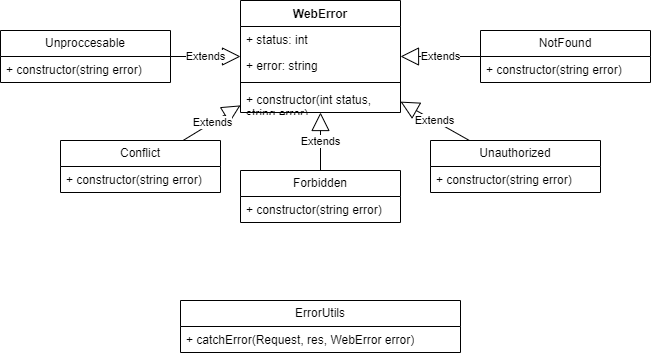 WebError
+ status: int
+ error: string
+ constructor(int status,
string error)
Unproccesable
+ constructor(string error)
Extends
Extends
NotFound
+ constructor(string error)
Extends
Extends
Extends
Conflict
+ constructor(string error)
Forbidden
+ constructor(string error)
Unauthorized
+ constructor(string error)
ErrorUtils
+ catchError(Request, res, WebError error)